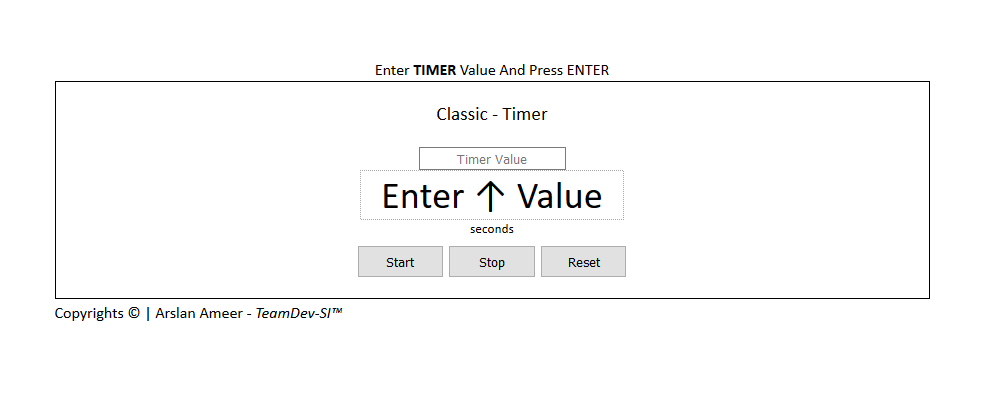 Enter TIMER Value And Press ENTER
Classic - Timer
Timer Value
Enter ↑ Value
seconds
Start Stop Reset
Copyrights © | Arslan Ameer - TeamDev-SI™